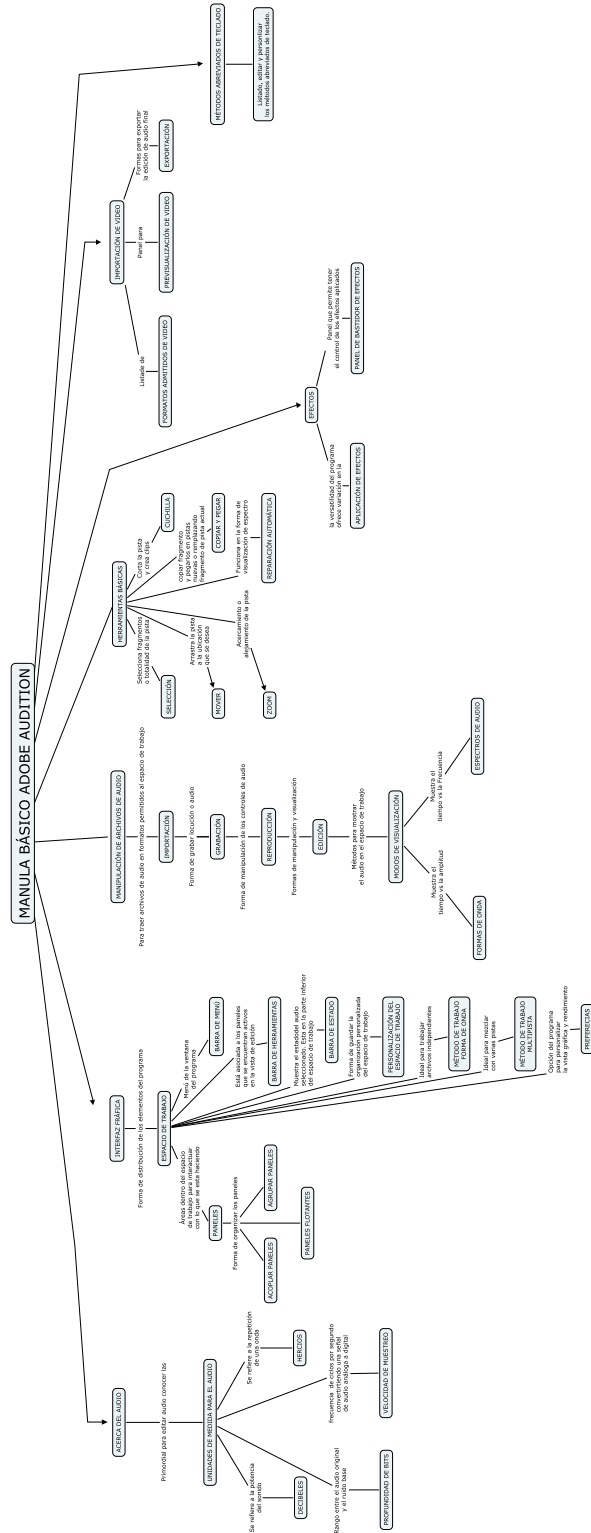 MANULA BÁSICO ADOBE AUDITION
ACERCA DEL AUDIO
Primordial para editar audio conocer las
UNIDADES DE MEDIDA PARA EL AUDIO
Se refiere a la potencia
del sonido
DECIBELES
Rango entre el audio original
y el ruido base
PROFUNDIDAD DE BITS
frecuencia de ciclos por segundo
convertirtiendo una señal
de audio análoga a digital
VELOCIDAD DE MUESTREO
Se refiere a la repetición
de una onda
HERCIOS
INTERFAZ FRÁFICA
Forma de distribución de los elementos del programa
ESPACIO DE TRABAJO
Áreas dentro del espacio
de trabajo para interactuar
con lo que se esta haciendo
PANELES
Forma de organizar los paneles
ACOPLAR PANELES
PANELES FLOTANTES
AGRUPAR PANELES
Menú de la ventana
del programa
BARRA DE MENÚ
Está asociada a los paneles
que se encuentran activos
en la vista de edición
BARRA DE HERRAMIENTAS
Muestra el estadodel audio
seleccionado. Esta en la parte inferior
del espacio de trabajo
BARRA DE ESTADO
Forma de guardar la
organización personalizada
del espacio de trabajo
PERSONALIZACIÓN DEL
ESPACIO DE TRABAJO
Ideal para trabajar
archivos independientes
MÉTODO DE TRABAJO
FORMA DE ONDA
Ideal para mezclar
con varias pistas
MÉTODO DE TRABAJO
MULTIPISTA
Opción del programa
para personalizar
la vista gráfica y rendimiento
PREFERECIAS
MANIPULACIÓN DE ARCHIVOS DE AUDIO
Para traer archivos de audio en formatos permitidos al espacio de trabajo
IMPORTACIÓN
Forma de grabar locución o audio
GRABACIÓN
Forma de manipulación de los controles de audio
REPRODUCCIÓN
Formas de manipulación y visualización
EDICIÓN
Métodos para mostrar
el audio en el espacio de trabajo
MODOS DE VISUALIZACIÓN
Muestra el
tiempo vs la amplitud
FORMAS DE ONDA
Muestra el
tiempo vs la Frecuencia
ESPECTROS DE AUDIO
HERRAMIENTAS BÁSICAS
Selecciona fragmentos
o totalidad de la pista
SELECCIÓN
Arrastra la pista
a la ubicación
que se desea
MOVER
Acercamiento o
alejamiento de la pista
ZOOM
Corta la pista
y crea clips
CUCHILLA
copiar fragmento
y pegarlos en pistas
nuevas o remplazando
fragmento de pista actual
COPIAR Y PEGAR
Funciona en la forma de
visualización de espectro
REPARACIÓN AUTOMÁTICA
EFECTOS
la versatilidad del programa
ofrece variación en la
APLICACIÓN DE EFECTOS
Panel que permite tener
el control de los efectos aplicados
PANEL DE BASTIDOR DE EFECTOS
IMPORTACIÓN DE VIDEO
Listade de
FORMATOS ADMITIDOS DE VIDEO
Panel para
PREVISUALIZACIÓN DE VIDEO
Formas para exportar
la edición de audio final
EXPORTACIÓN
MÉTODOS ABREVIADOS DE TECLADO
Listado, editar y personlizar
los métodos abreviados de teclado.